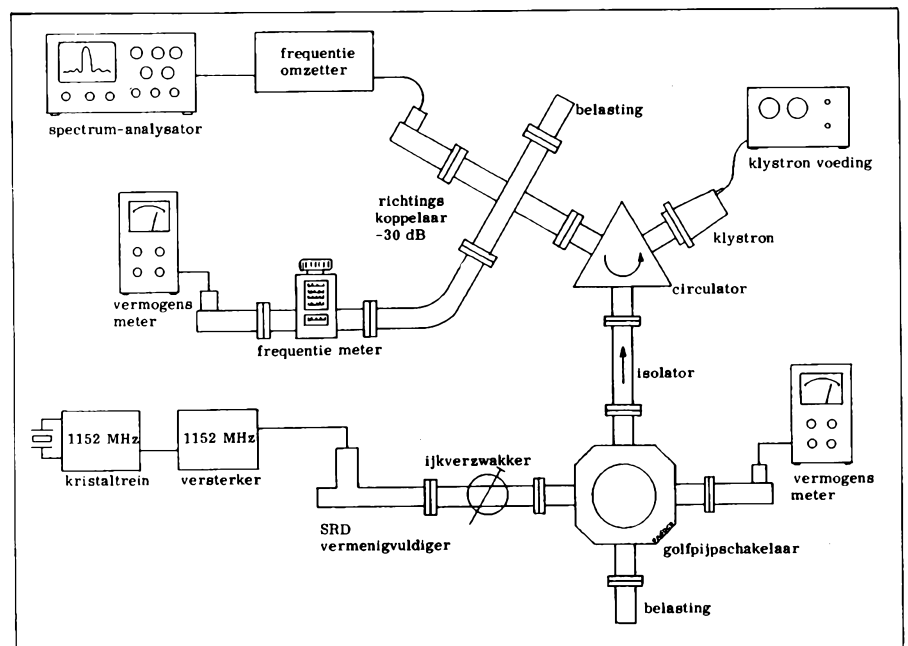 frequentie
omzetter
spectrum-analysator
belasting
klystron voeding
richtings
koppelaar
-30 dB
klystron
circulator
vermogens
meter
frequentie meter
isolator
1152 MHz
1152 MHz
kristaltrein
versterker
ijkverzwakker
vermogens
meter
SRD
vermenigvuldiger
golfpijpschakelaar
belasting